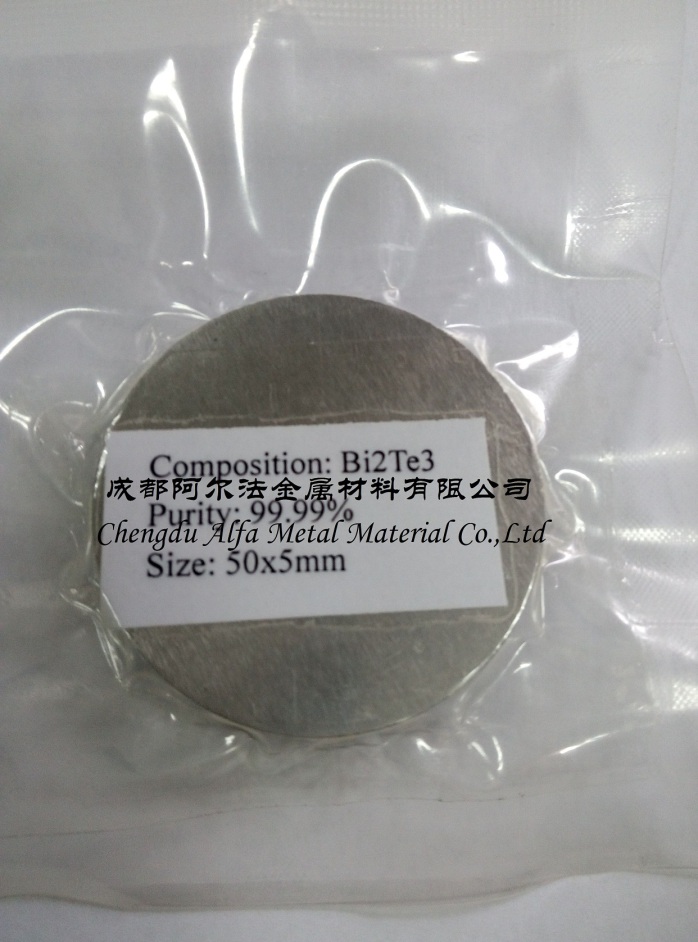 Composition: Bi2Te3
成都阿尔法金属材料有限公司
Purity: 99.99%
Chengdu Alfa Metal Material Co.,Ltd
Size: 50x5mm